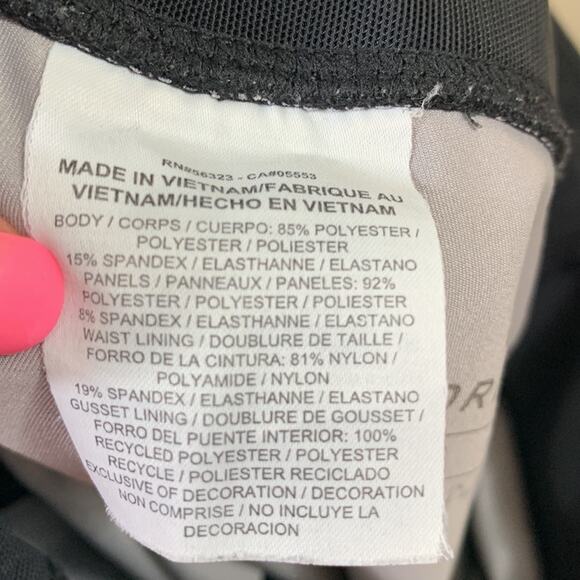 RN#56323 - CA#05553
MADE IN VIETNAM/FABRIQUE AU
VIETNAM/HECHO EN VIETNAM
BODY / CORPS / CUERPO: 85% POLYESTER /
POLYESTER / POLIESTER
15% SPANDEX / ELASTHANNE / ELASTANO
PANELS / PANNEAUX / PANELES: 92%
POLYESTER / POLYESTER / POLIESTER
8% SPANDEX / ELASTHANNE / ELASTANO
WAIST LINING / DOUBLURE DE TAILLE /
FORRO DE LA CINTURA: 81% NYLON /
POLYAMIDE / NYLON
19% SPANDEX / ELASTHANNE / ELASTANO
GUSSET LINING / DOUBLURE DE GOUSSET /
FORRO DEL PUENTE INTERIOR: 100%
RECYCLED POLYESTER / POLYESTER
RECYCLE / POLIESTER RECICLADO
EXCLUSIVE OF DECORATION / DECORATION
NON COMPRISE / NO INCLUYE LA
DECORACION